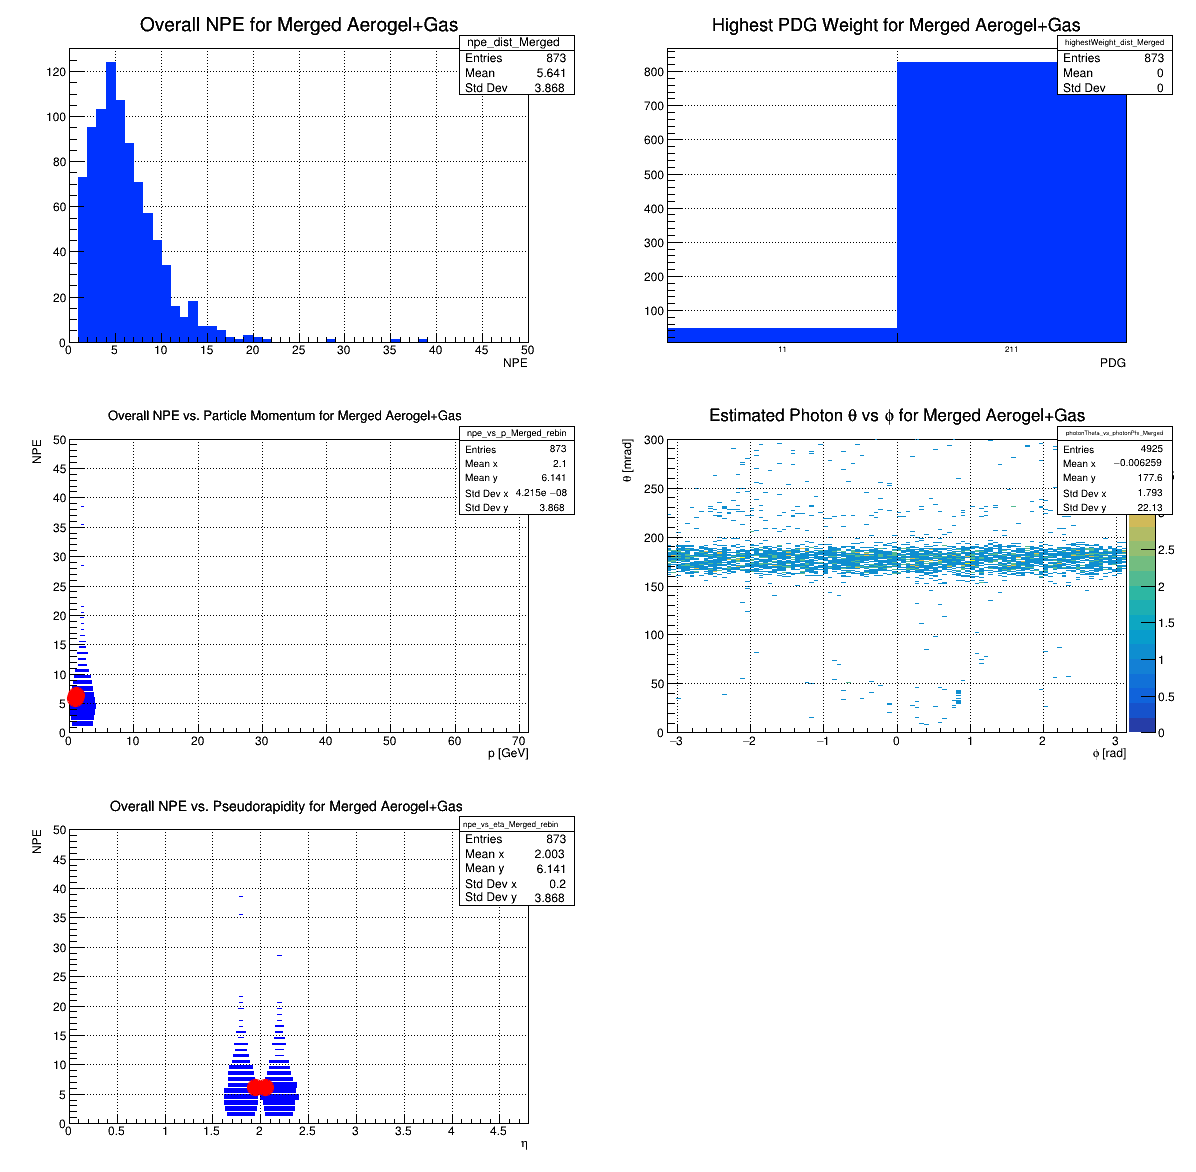 Overall NPE for Merged Aerogel+Gas
npe_dist_Merged
Entries 873
Mean 5.641
Std Dev 3.868
120
100
80
60
40
20
0
0 5 10 15 20 25 30 35 40 45 50
NPE
Highest PDG Weight for Merged Aerogel+Gas
highestWeight_dist_Merged
Entries 873
Mean 0
Std Dev 0
800
700
600
500
400
300
200
100
11 211
PDG
Overall NPE vs. Particle Momentum for Merged Aerogel+Gas
NPE
npe_vs_p_Merged_rebin
Entries 873
Mean x 2.1
Mean y 6.141
Std Dev x 4.215e −08
Std Dev y 3.868
50
45
40
35
30
25
20
15
10
5
0
0 10 20 30 40 50 60 70
p [GeV]
Estimated Photon θ vs ϕ for Merged Aerogel+Gas
θ [mrad]
photonTheta_vs_photonPhi_Merged
Entries 4925
Mean x −0.006259
Mean y 177.6
Std Dev x 1.793
Std Dev y 22.13
300
250
200
150
100
50
0
−3 −2 −1 0 1 2 3
ϕ [rad]
2.5
2
1.5
1
0.5
0
Overall NPE vs. Pseudorapidity for Merged Aerogel+Gas
NPE
npe_vs_eta_Merged_rebin
Entries 873
Mean x 2.003
Mean y 6.141
Std Dev x 0.2
Std Dev y 3.868
50
45
40
35
30
25
20
15
10
5
0
0 0.5 1 1.5 2 2.5 3 3.5 4 4.5
η